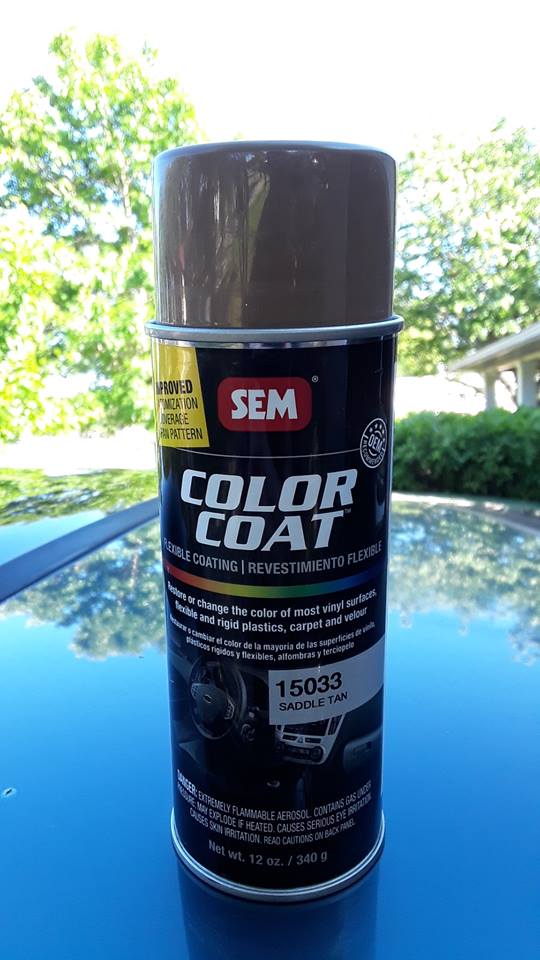 SEM®
IMPROVED
ATOMIZATION
COVERAGE
FAN PATTERN
OEM
COLOR
COAT™
FLEXIBLE COATING | REVESTIMIENTO FLEXIBLE
Restore or change the color of most vinyl surfaces,
flexible and rigid plastics, carpet and velour
Restaurar o cambiar el color de la mayoría de las superficies de vinilo,
plásticos rígidos y flexibles, alfombras y terciopelo
15033
SADDLE TAN
DANGER: EXTREMELY FLAMMABLE AEROSOL. CONTAINS GAS UNDER
PRESSURE. MAY EXPLODE IF HEATED. CAUSES SERIOUS EYE IRRITATION.
CAUSES SKIN IRRITATION. READ CAUTIONS ON BACK PANEL.
Net wt. 12 oz. / 340 g